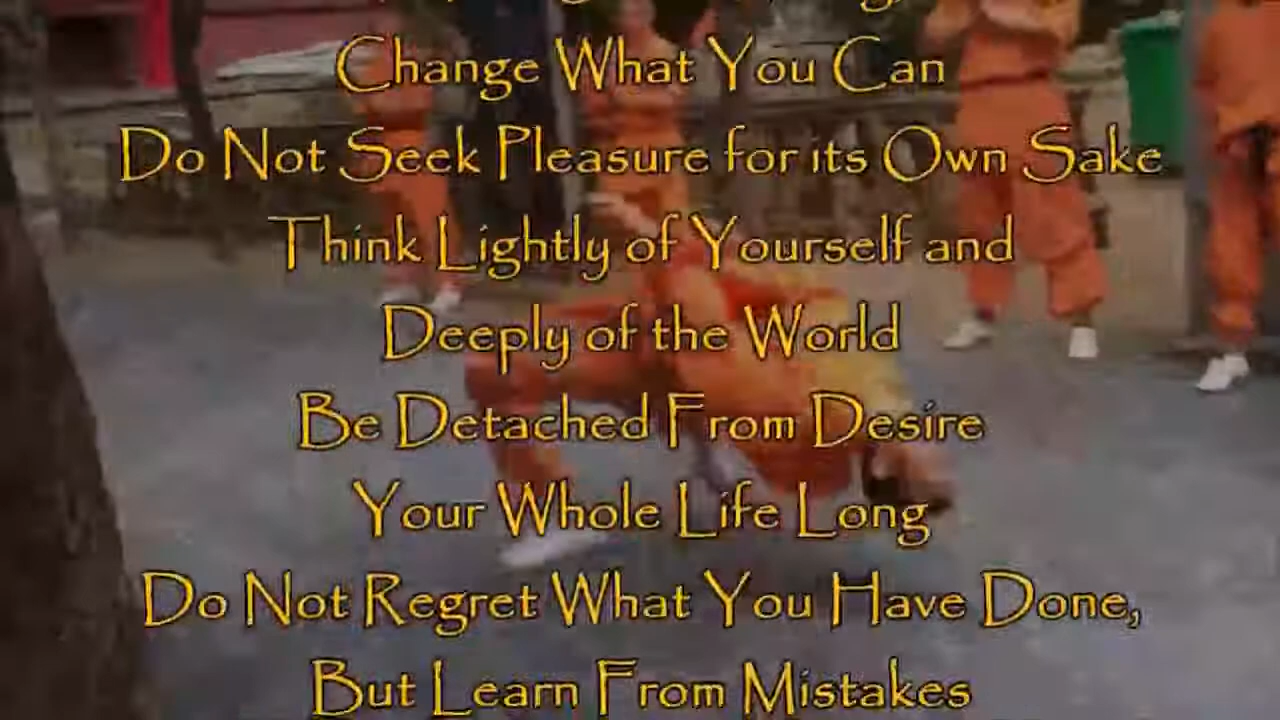 Change What You Can
Do Not Seek Pleasure for its Own Sake
Think Lightly of Yourself and
Deeply of the World
Be Detached From Desire
Your Whole Life Long
Do Not Regret What You Have Done,
But Learn From Mistakes